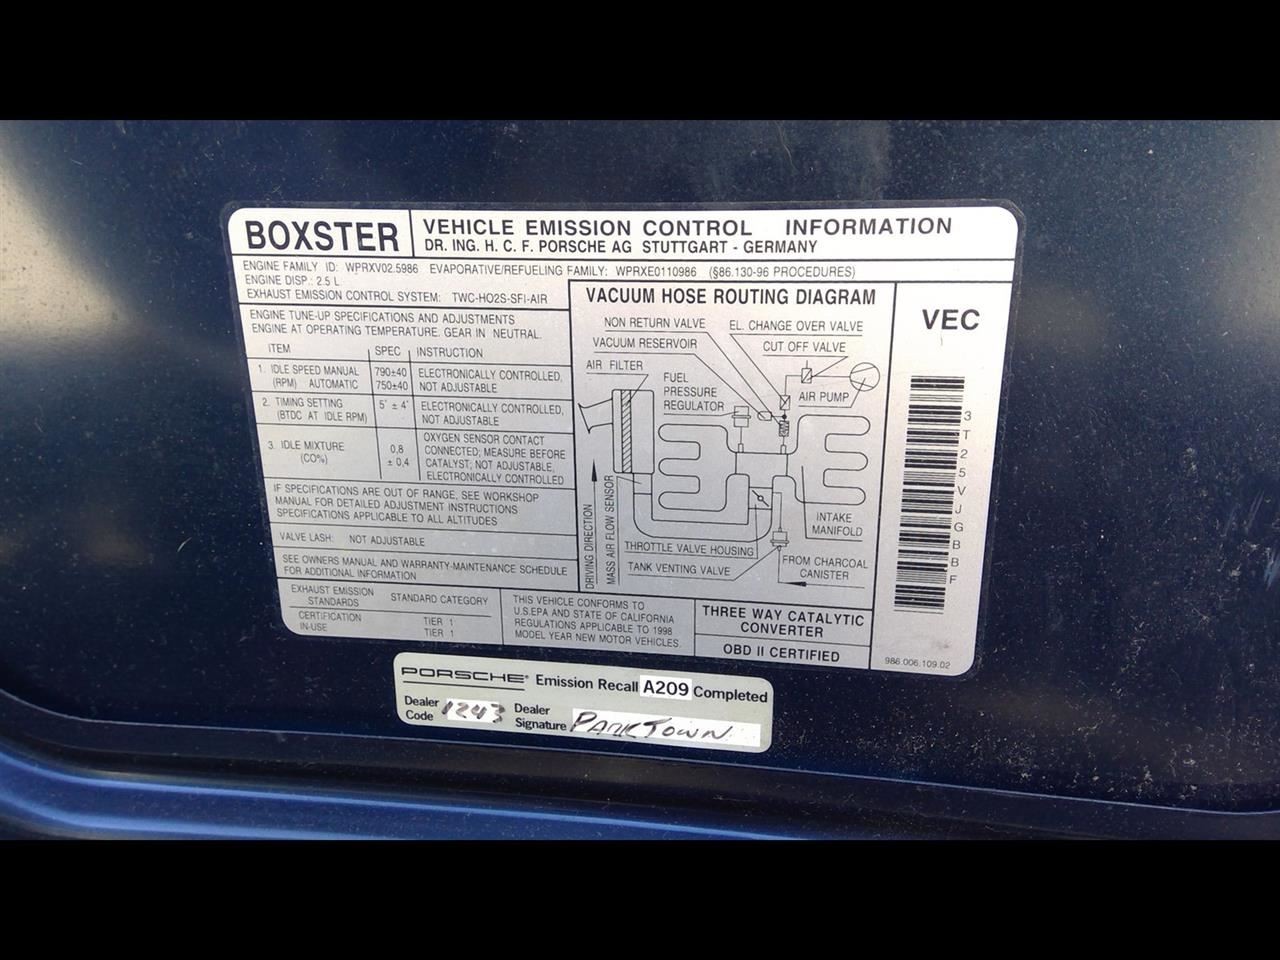 BOXSTER
VEHICLE EMISSION CONTROL INFORMATION
DR. ING. H. C. F. PORSCHE AG STUTTGART - GERMANY
ENGINE FAMILY ID: WPRXV02.5986 EVAPORATIVE/REFUELING FAMILY: WPRXE0110986 (§86.130-96 PROCEDURES)
ENGINE DISP.: 2.5 L
EXHAUST EMISSION CONTROL SYSTEM: TWC-HO2S-SFI-AIR
ENGINE TUNE-UP SPECIFICATIONS AND ADJUSTMENTS
ENGINE AT OPERATING TEMPERATURE. GEAR IN NEUTRAL.
ITEM SPEC INSTRUCTION
1. IDLE SPEED MANUAL 790±40 ELECTRONICALLY CONTROLLED,
(RPM) AUTOMATIC 750±40 NOT ADJUSTABLE
2. TIMING SETTING 5° ± 4° ELECTRONICALLY CONTROLLED,
(BTDC AT IDLE RPM) NOT ADJUSTABLE
3. IDLE MIXTURE 0,8 OXYGEN SENSOR CONTACT
(CO%) ± 0,4 CONNECTED; MEASURE BEFORE
CATALYST; NOT ADJUSTABLE,
ELECTRONICALLY CONTROLLED
IF SPECIFICATIONS ARE OUT OF RANGE, SEE WORKSHOP
MANUAL FOR DETAILED ADJUSTMENT INSTRUCTIONS
SPECIFICATIONS APPLICABLE TO ALL ALTITUDES
VALVE LASH: NOT ADJUSTABLE
SEE OWNERS MANUAL AND WARRANTY-MAINTENANCE SCHEDULE
FOR ADDITIONAL INFORMATION
EXHAUST EMISSION STANDARD CATEGORY
STANDARDS
CERTIFICATION TIER 1
IN-USE TIER 1
VACUUM HOSE ROUTING DIAGRAM
NON RETURN VALVE
EL. CHANGE OVER VALVE
VACUUM RESERVOIR
CUT OFF VALVE
AIR FILTER
FUEL
PRESSURE
REGULATOR
AIR PUMP
DRIVING DIRECTION
MASS AIR FLOW SENSOR
INTAKE
MANIFOLD
THROTTLE VALVE HOUSING
TANK VENTING VALVE
FROM CHARCOAL
CANISTER
THIS VEHICLE CONFORMS TO
U.S.EPA AND STATE OF CALIFORNIA
REGULATIONS APPLICABLE TO 1998
MODEL YEAR NEW MOTOR VEHICLES.
THREE WAY CATALYTIC
CONVERTER
OBD II CERTIFIED
VEC
3T25VJGBBF
986.006.109.02
PORSCHE Emission Recall A209 Completed
Dealer Code 1243 Dealer Signature PARKTOWN